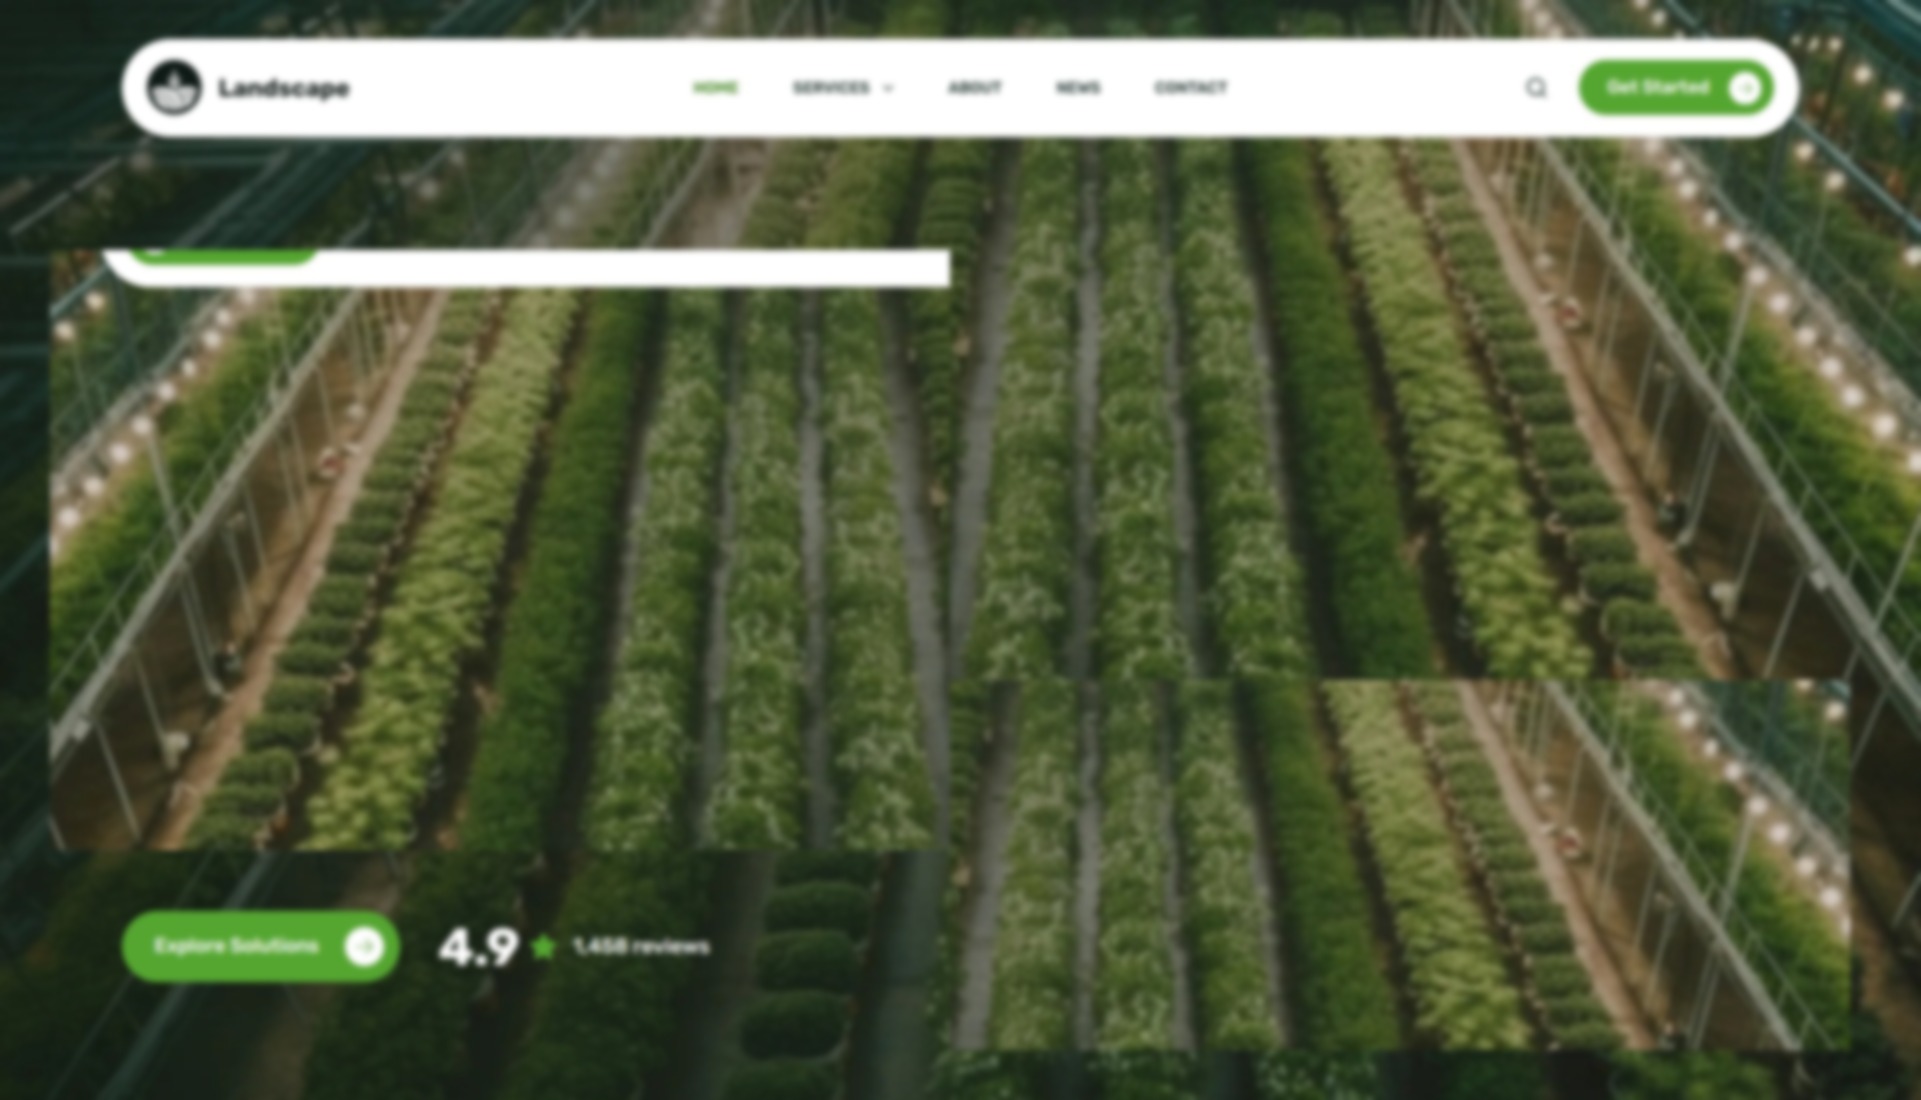 Landscape
HOME
SERVICES
ABOUT
NEWS
CONTACT
Get Started
Explore Solutions
4.9
1,458 reviews